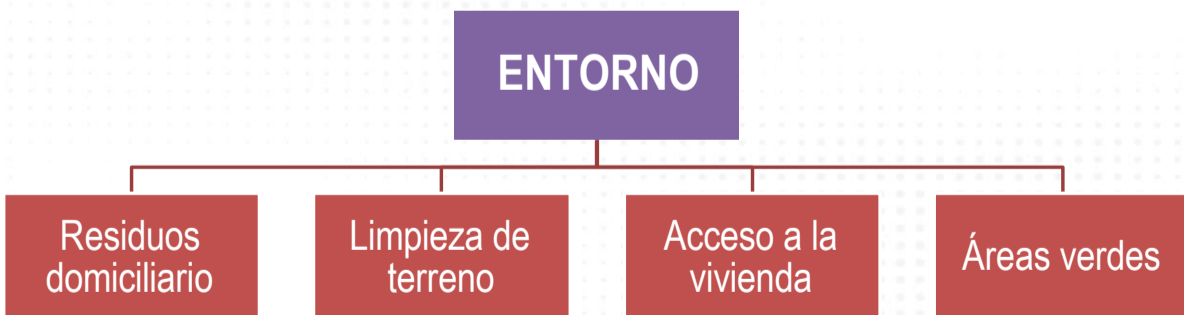 ENTORNO
Residuos
domiciliario
Limpieza de
terreno
Acceso a la
vivienda
Áreas verdes